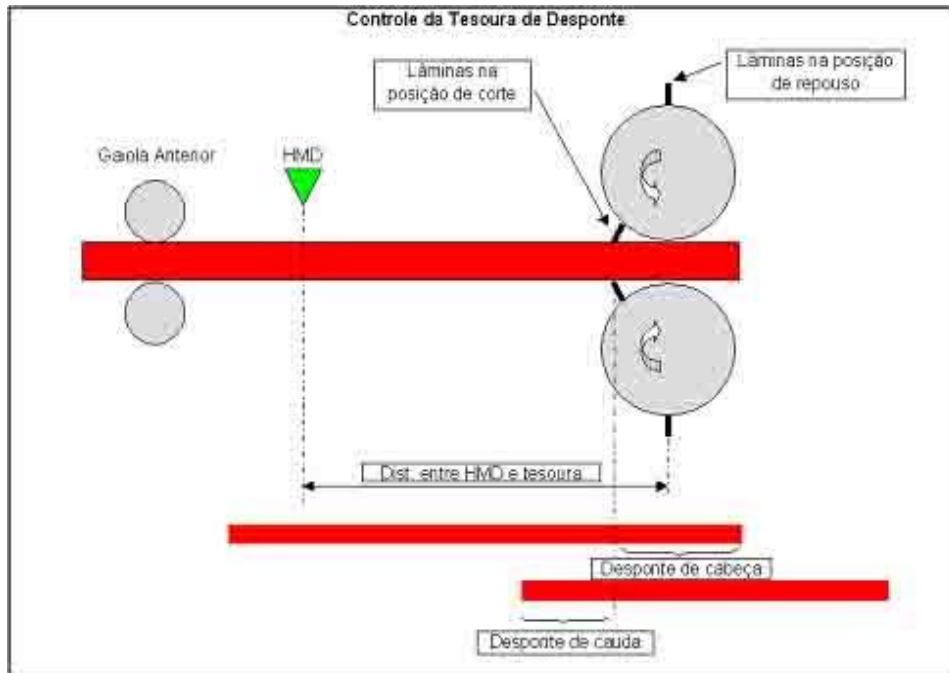 Controle da Tesoura de Desponte
Lâminas na
posição de corte
Lâminas na posição
de repouso
Gaiola Anterior
HMD
Dist. entre HMD e tesoura
Desponte de cabeça
Desponte de cauda